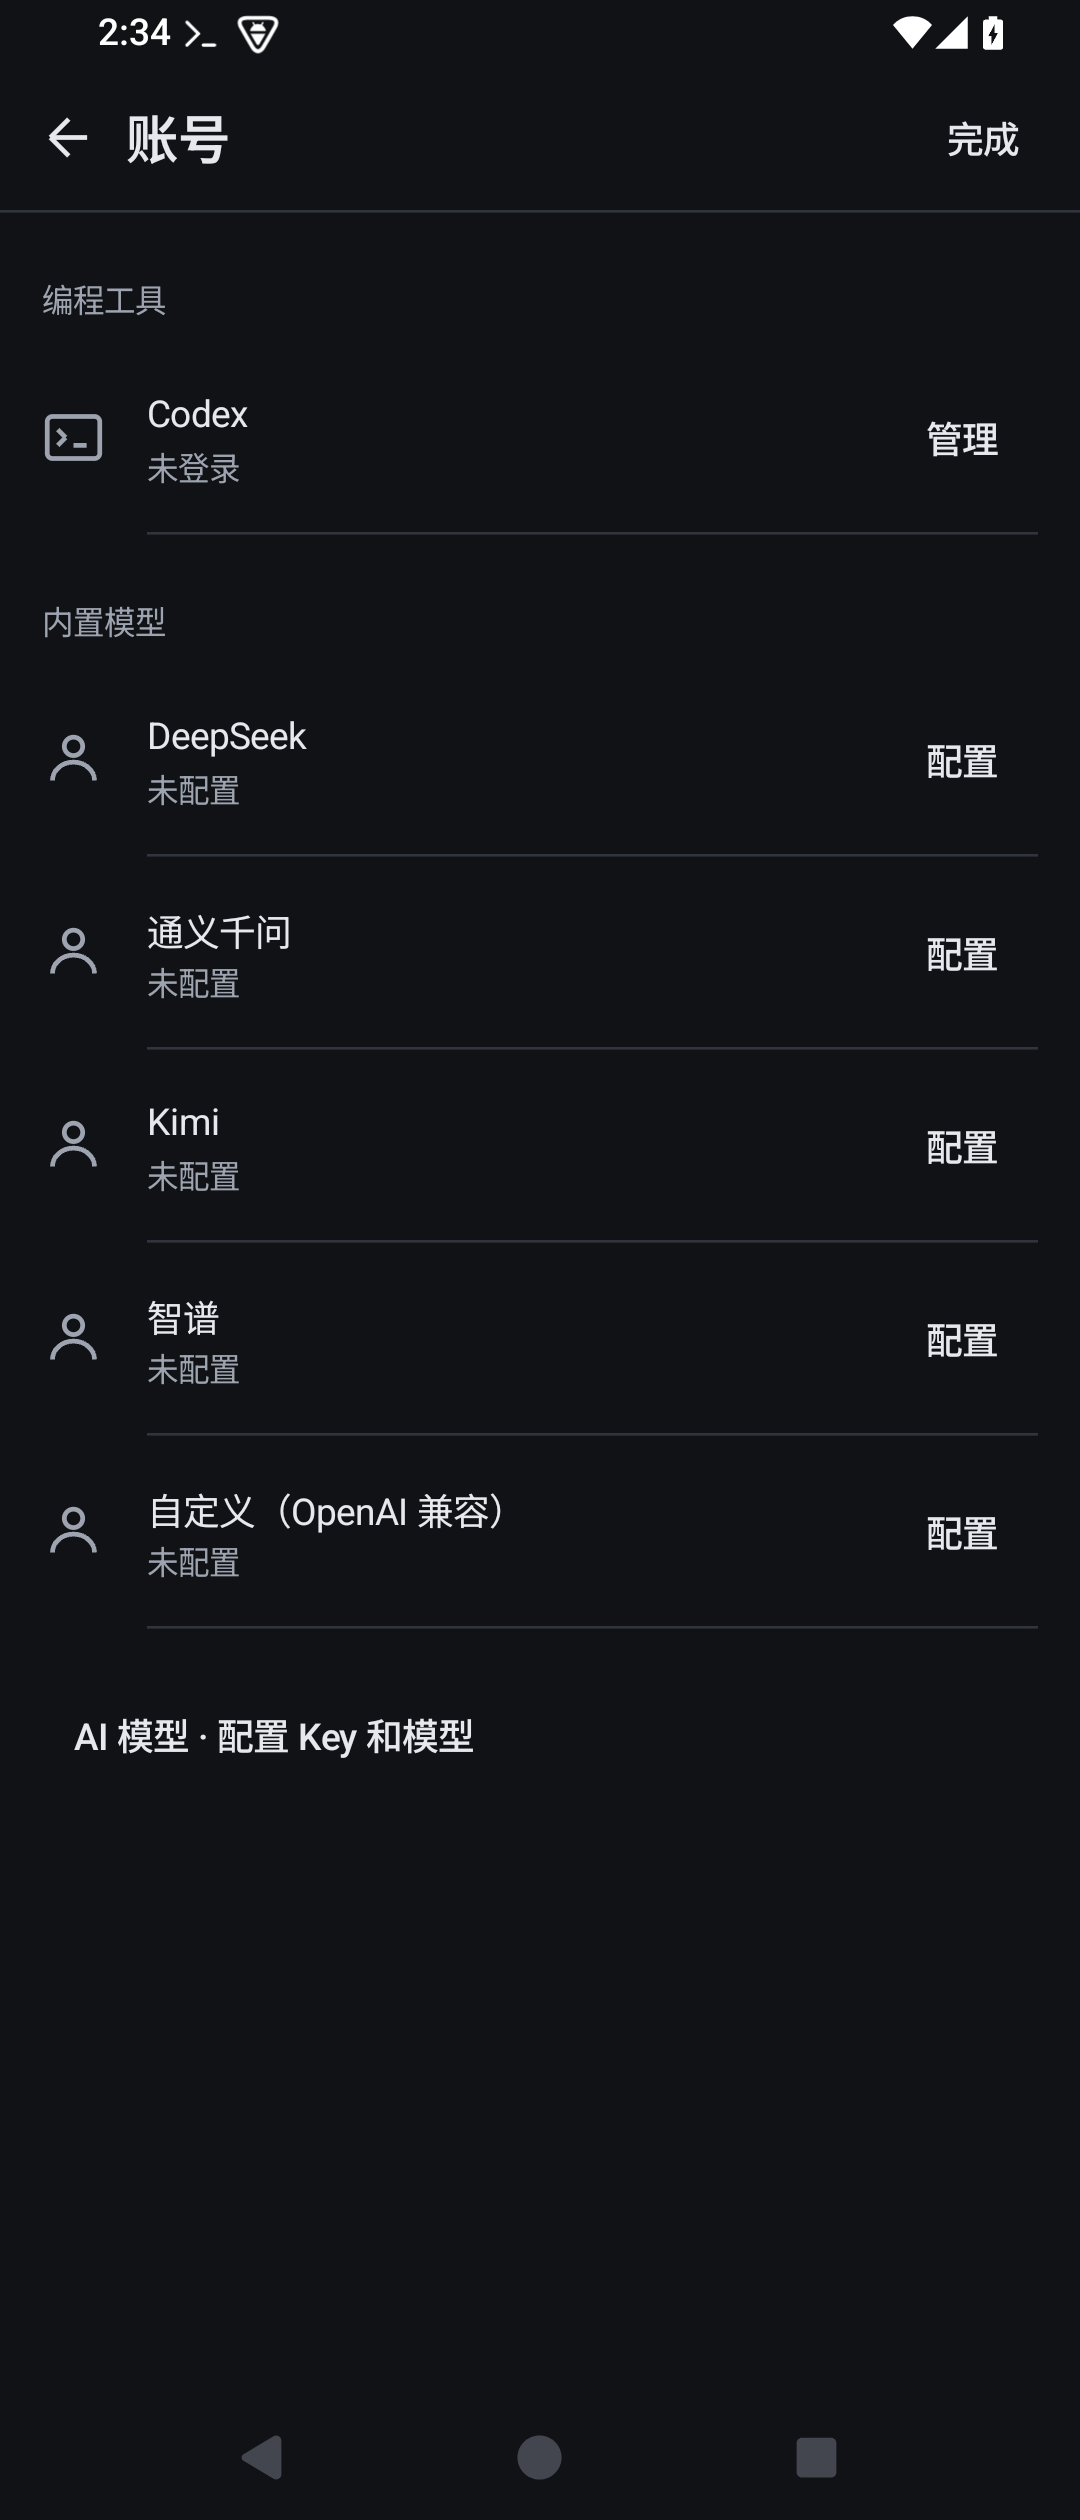 2:34
账号
完成
编程工具
Codex
未登录
管理
内置模型
DeepSeek
未配置
配置
通义千问
未配置
配置
Kimi
未配置
配置
智谱
未配置
配置
自定义（OpenAI 兼容）
未配置
配置
AI 模型 · 配置 Key 和模型